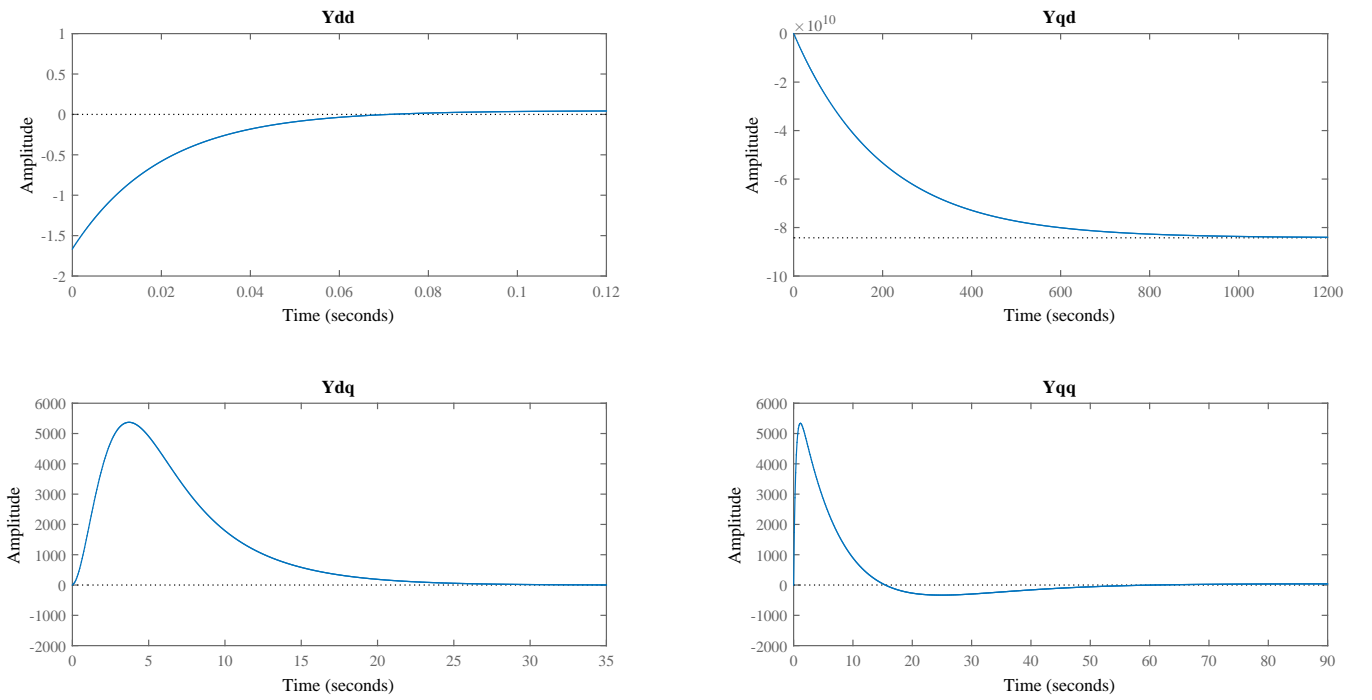 Ydd
1
0.5
0
-0.5
-1
-1.5
-2
Amplitude
0 0.02 0.04 0.06 0.08 0.1 0.12
Time (seconds)
Yqd
×10^10
0
-2
-4
-6
-8
-10
Amplitude
0 200 400 600 800 1000 1200
Time (seconds)
Ydq
6000
5000
4000
3000
2000
1000
0
-1000
-2000
Amplitude
0 5 10 15 20 25 30 35
Time (seconds)
Yqq
6000
5000
4000
3000
2000
1000
0
-1000
-2000
Amplitude
0 10 20 30 40 50 60 70 80 90
Time (seconds)